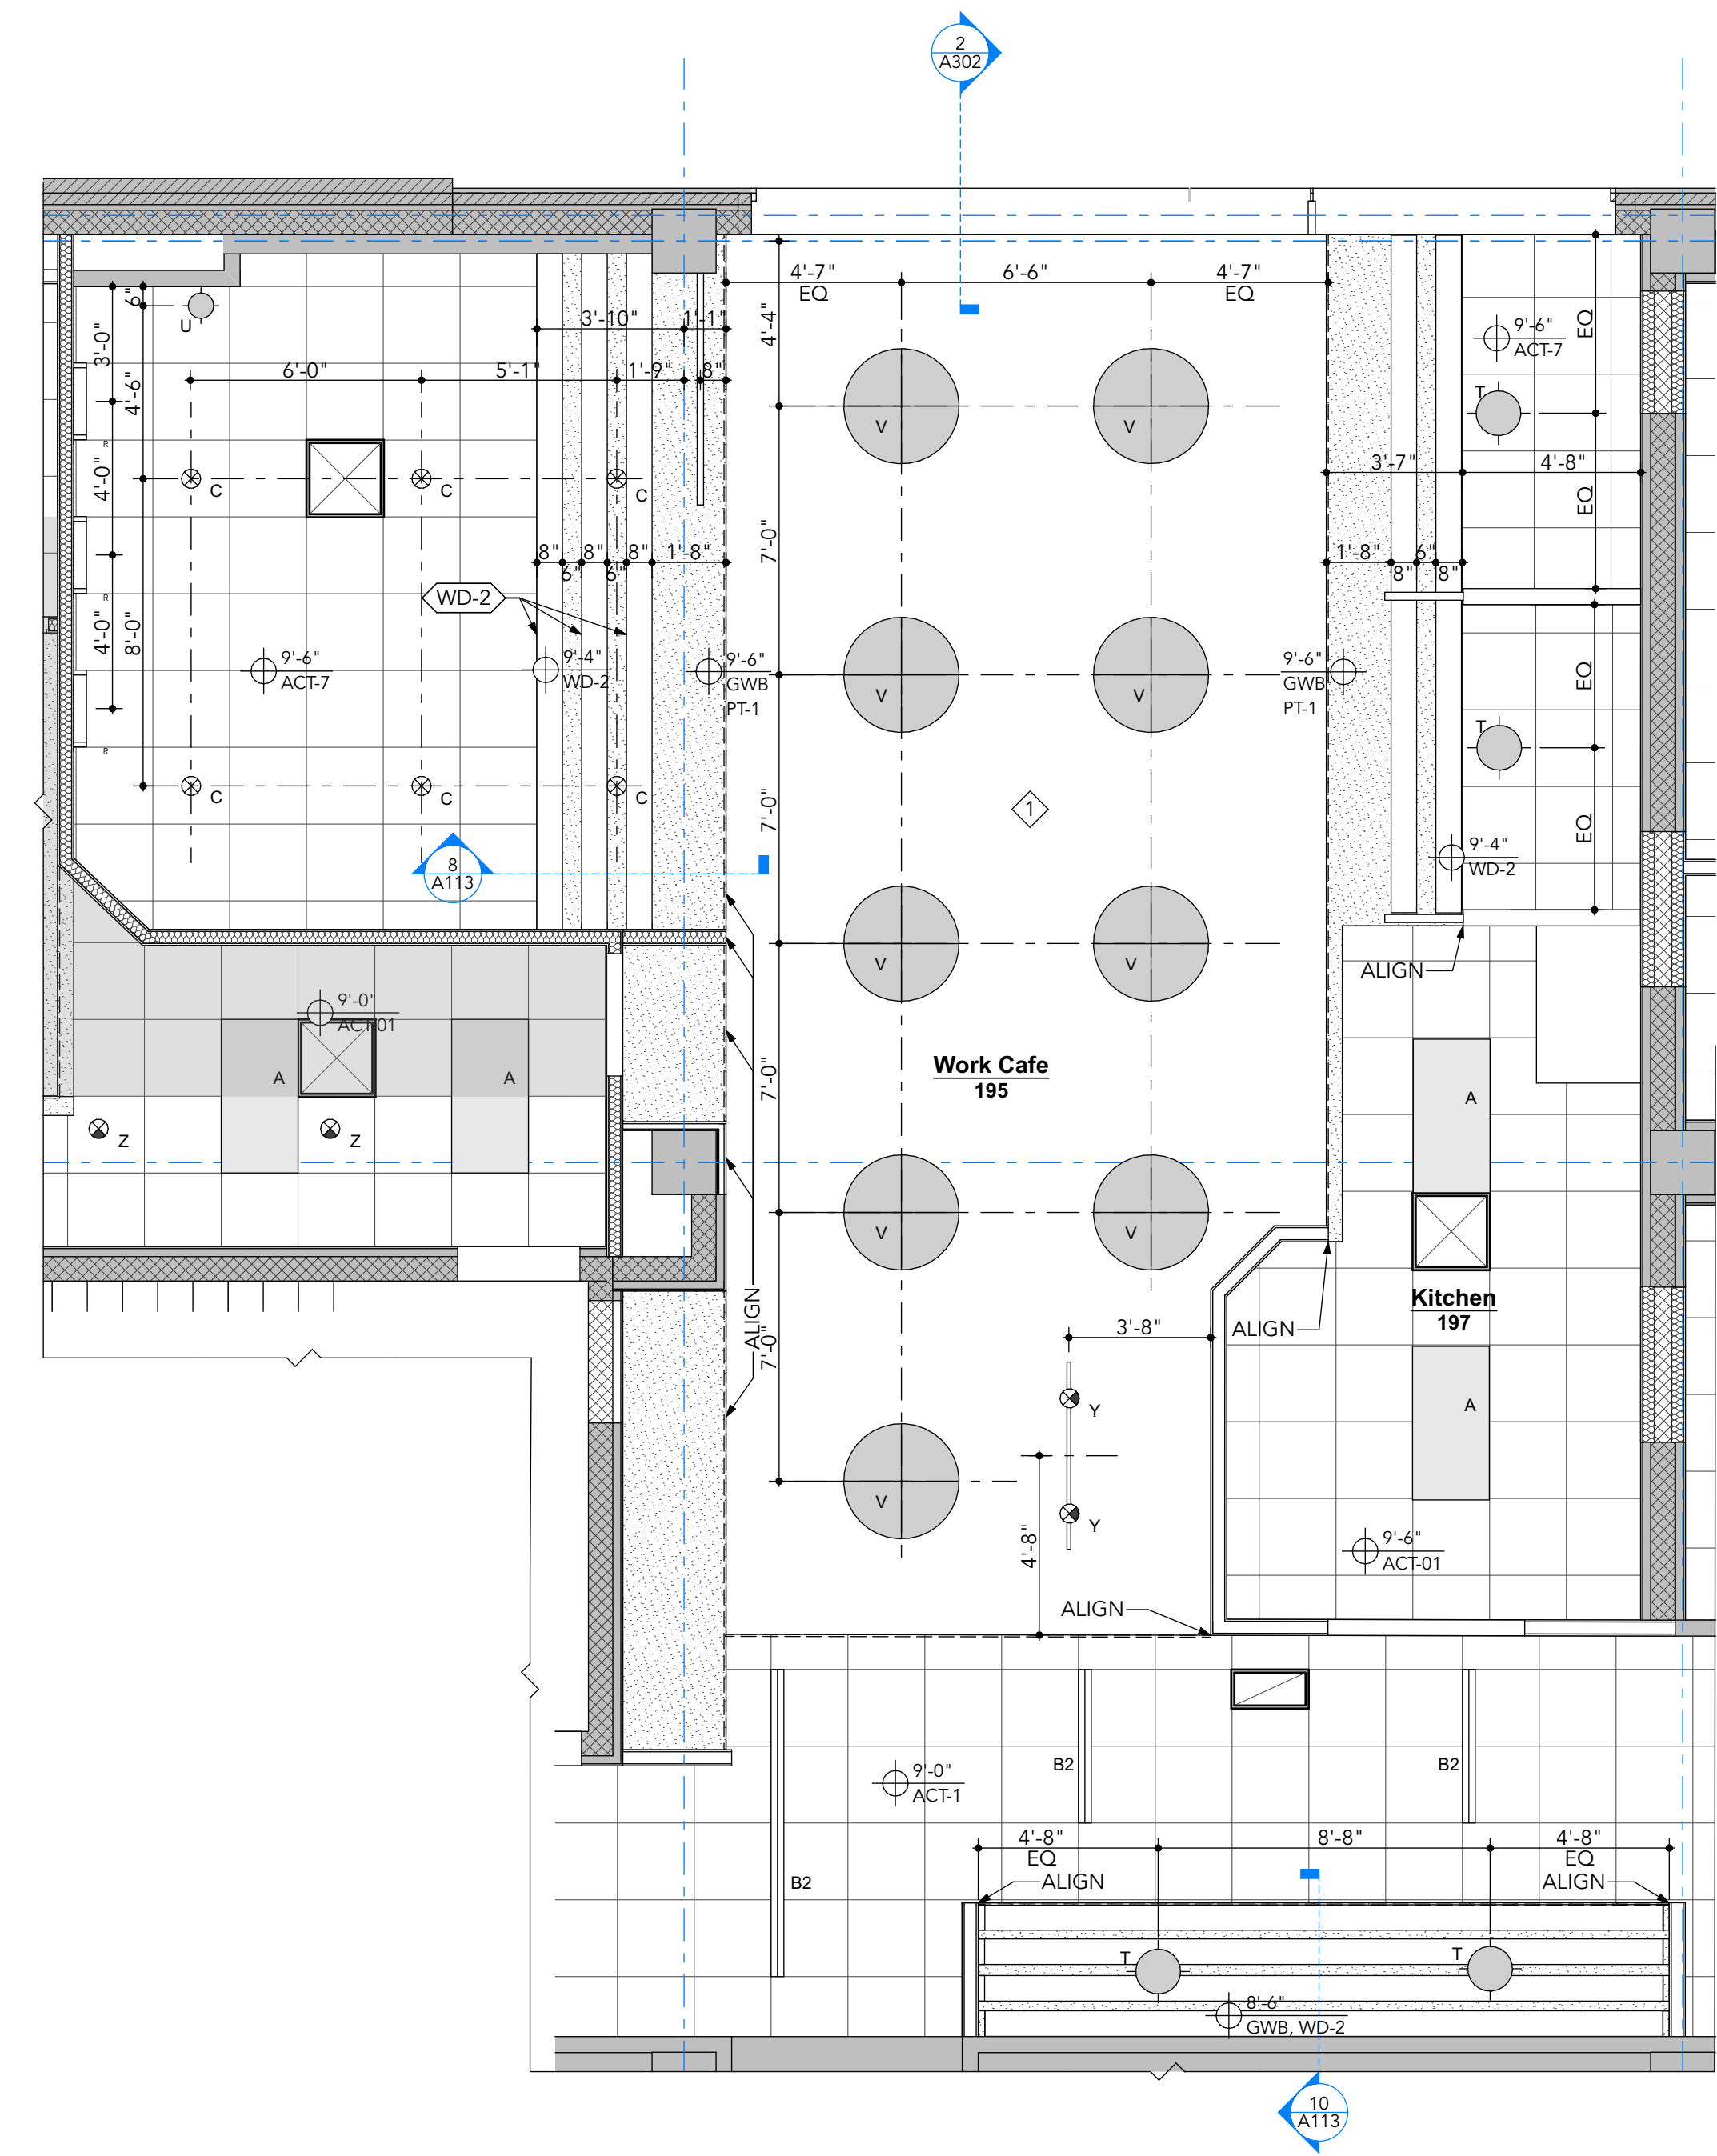 2
A302
4'-7"
EQ
6'-6"
4'-7"
EQ
6"
U
3'-10"
1'-1"
4'-4"
3'-0"
4'-6"
6'-0"
5'-1"
1'-9"
8"
9'-6"
ACT-7
EQ
T
V
V
3'-7"
4'-8"
R
4'-0"
C
C
C
EQ
7'-0"
8"
8"
8"
1'-8"
6"
6"
1'-8"
6"
8"
8"
WD-2
R
4'-0"
8'-0"
9'-6"
ACT-7
9'-4"
WD-2
9'-6"
GWB
PT-1
9'-6"
GWB
PT-1
EQ
V
V
T
R
C
C
C
7'-0"
1
EQ
9'-4"
WD-2
8
A113
V
V
ALIGN
9'-0"
ACT-01
Work Cafe
195
7'-0"
A
A
A
Z
Z
V
V
ALIGN
7'-0"
3'-8"
ALIGN
Kitchen
197
Y
A
V
Y
4'-8"
9'-6"
ACT-01
ALIGN
B2
B2
9'-0"
ACT-1
4'-8"
EQ
8'-8"
4'-8"
EQ
B2
ALIGN
ALIGN
T
T
8'-6"
GWB, WD-2
10
A113